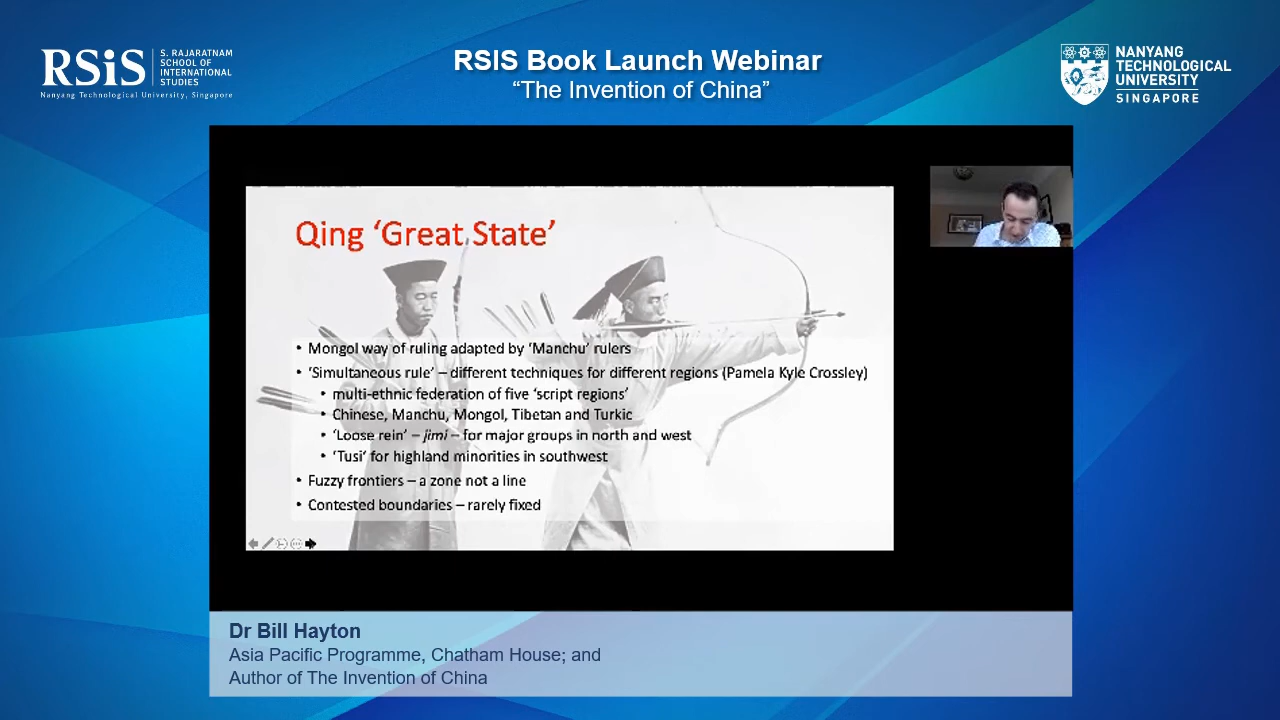 RSiS
S. RAJARATNAM
SCHOOL OF
INTERNATIONAL
STUDIES
Nanyang Technological University, Singapore
RSIS Book Launch Webinar
“The Invention of China”
NANYANG
TECHNOLOGICAL
UNIVERSITY
SINGAPORE
Qing ‘Great State’
• Mongol way of ruling adapted by ‘Manchu’ rulers
• ‘Simultaneous rule’ – different techniques for different regions (Pamela Kyle Crossley)
• multi-ethnic federation of five ‘script regions’
• Chinese, Manchu, Mongol, Tibetan and Turkic
• ‘Loose rein’ – jimi – for major groups in north and west
• ‘Tusi’ for highland minorities in southwest
• Fuzzy frontiers – a zone not a line
• Contested boundaries – rarely fixed
Dr Bill Hayton
Asia Pacific Programme, Chatham House; and
Author of The Invention of China